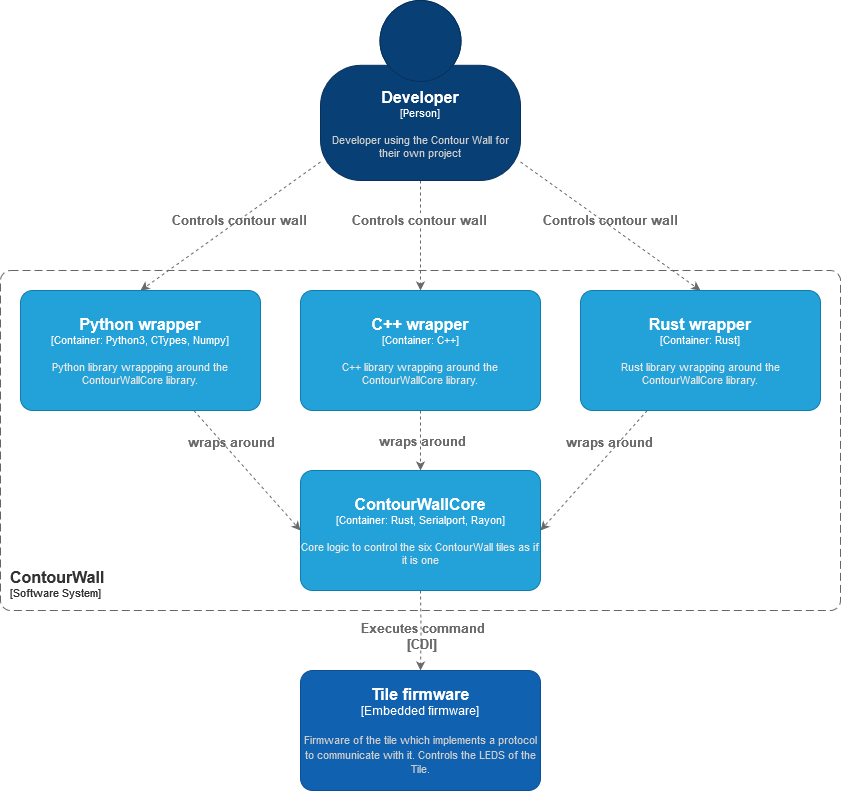 Developer
[Person]
Developer using the Contour Wall for
their own project
Controls contour wall
Controls contour wall
Controls contour wall
Python wrapper
[Container: Python3, CTypes, Numpy]
Python library wrappping around the
ContourWallCore library.
C++ wrapper
[Container: C++]
C++ library wrapping around the
ContourWallCore library.
Rust wrapper
[Container: Rust]
Rust library wrapping around the
ContourWallCore library.
wraps around
wraps around
wraps around
ContourWallCore
[Container: Rust, Serialport, Rayon]
Core logic to control the six ContourWall tiles as if
it is one
ContourWall
[Software System]
Executes command
[CDI]
Tile firmware
[Embedded firmware]
Firmware of the tile which implements a protocol
to communicate with it. Controls the LEDS of the
Tile.